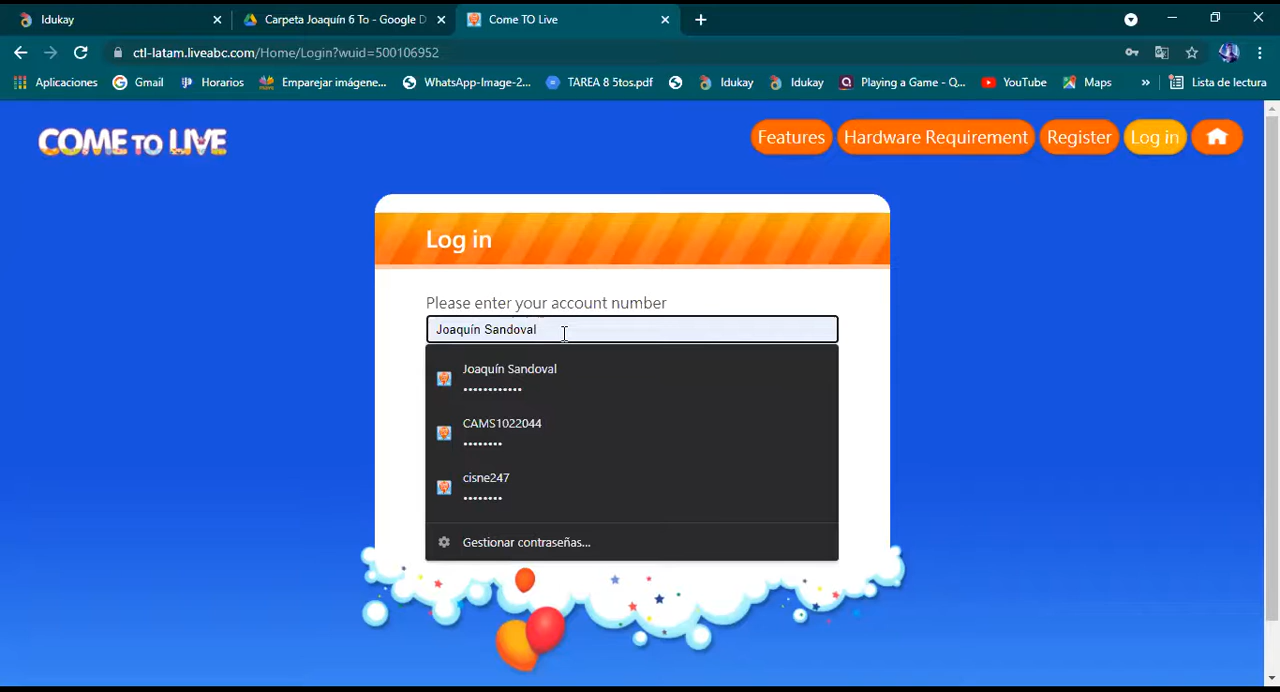 Idukay
Carpeta Joaquín 6 To - Google D
Come TO Live
ctl-latam.liveabc.com/Home/Login?wuid=500106952
Aplicaciones
Gmail
Horarios
Emparejar imágene...
WhatsApp-Image-2...
TAREA 8 5tos.pdf
Idukay
Idukay
Playing a Game - Q...
YouTube
Maps
»
Lista de lectura
COME TO LIVE
Features
Hardware Requirement
Register
Log in
Log in
Please enter your account number
Joaquín Sandoval
Joaquín Sandoval
••••••••••••
CAMS1022044
••••••••
cisne247
••••••••
Gestionar contraseñas...